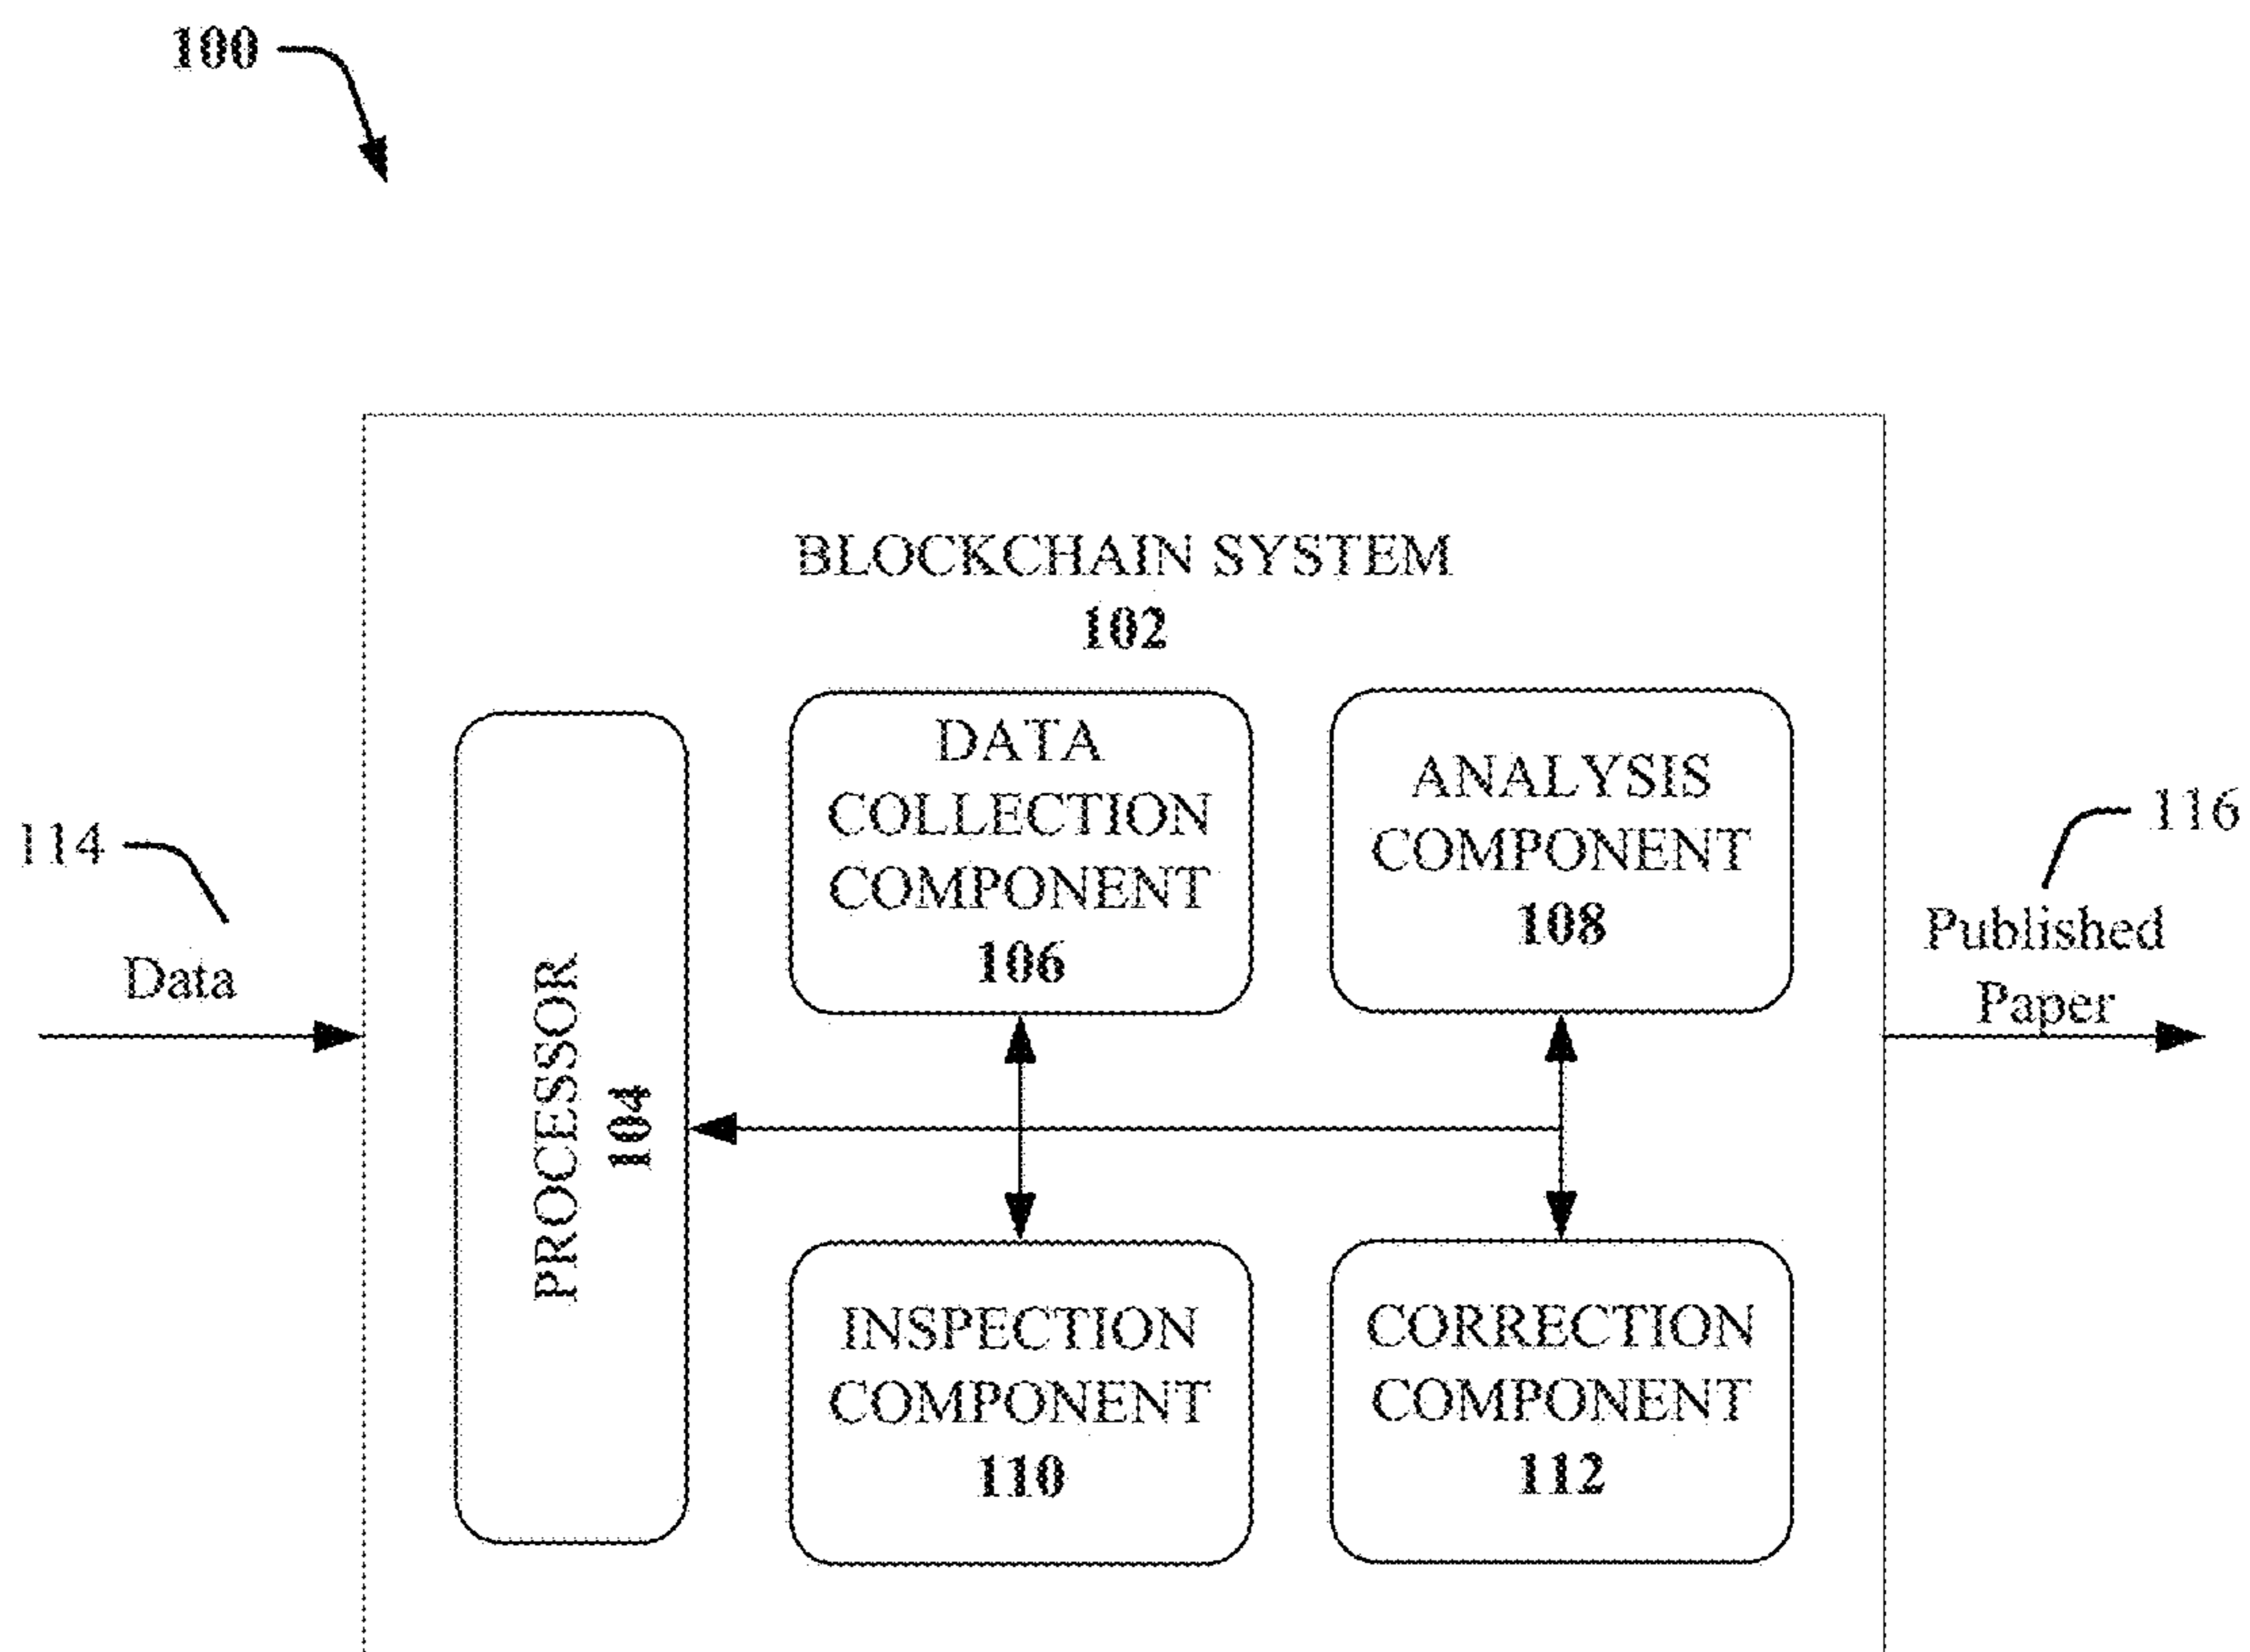 100
BLOCKCHAIN SYSTEM
102
PROCESSOR
104
DATA
COLLECTION
COMPONENT
106
ANALYSIS
COMPONENT
108
114
Data
116
Published
Paper
INSPECTION
COMPONENT
110
CORRECTION
COMPONENT
112